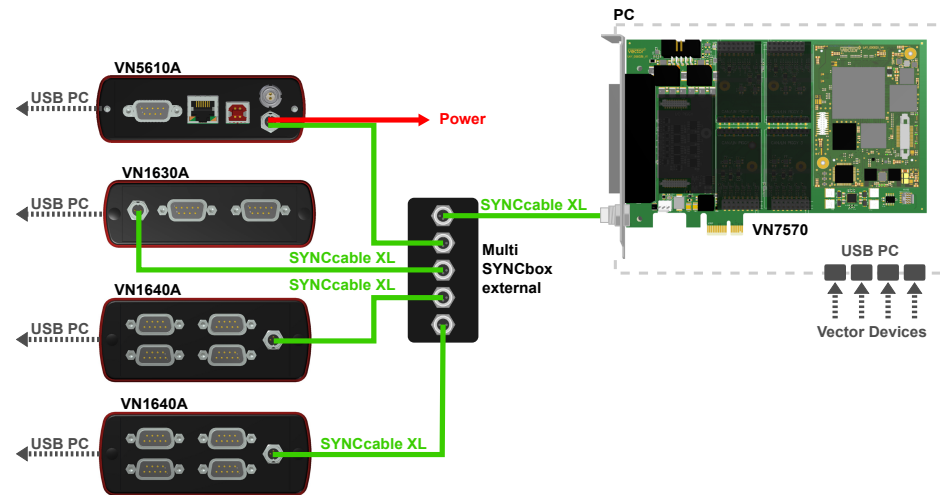 PC
VN5610A
USB PC
Power
VN1630A
USB PC
SYNCcable XL
VN7570
SYNCcable XL
Multi
SYNCbox
external
USB PC
SYNCcable XL
VN1640A
USB PC
Vector Devices
VN1640A
USB PC
SYNCcable XL